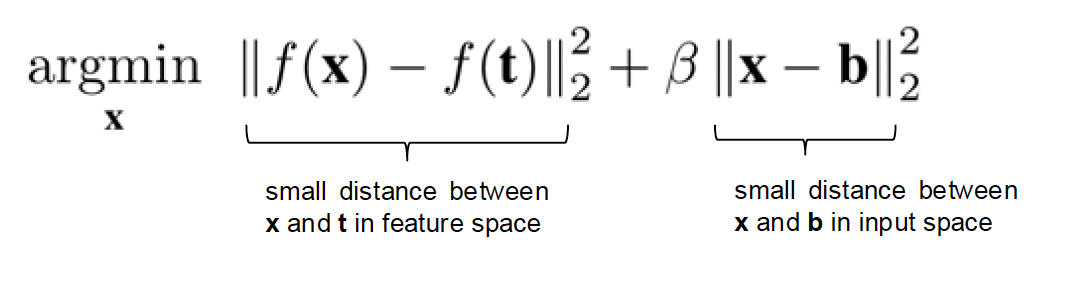 argmin ‖f(x) − f(t)‖₂² + β ‖x − b‖₂²
x
small distance between
x and t in feature space
small distance between
x and b in input space